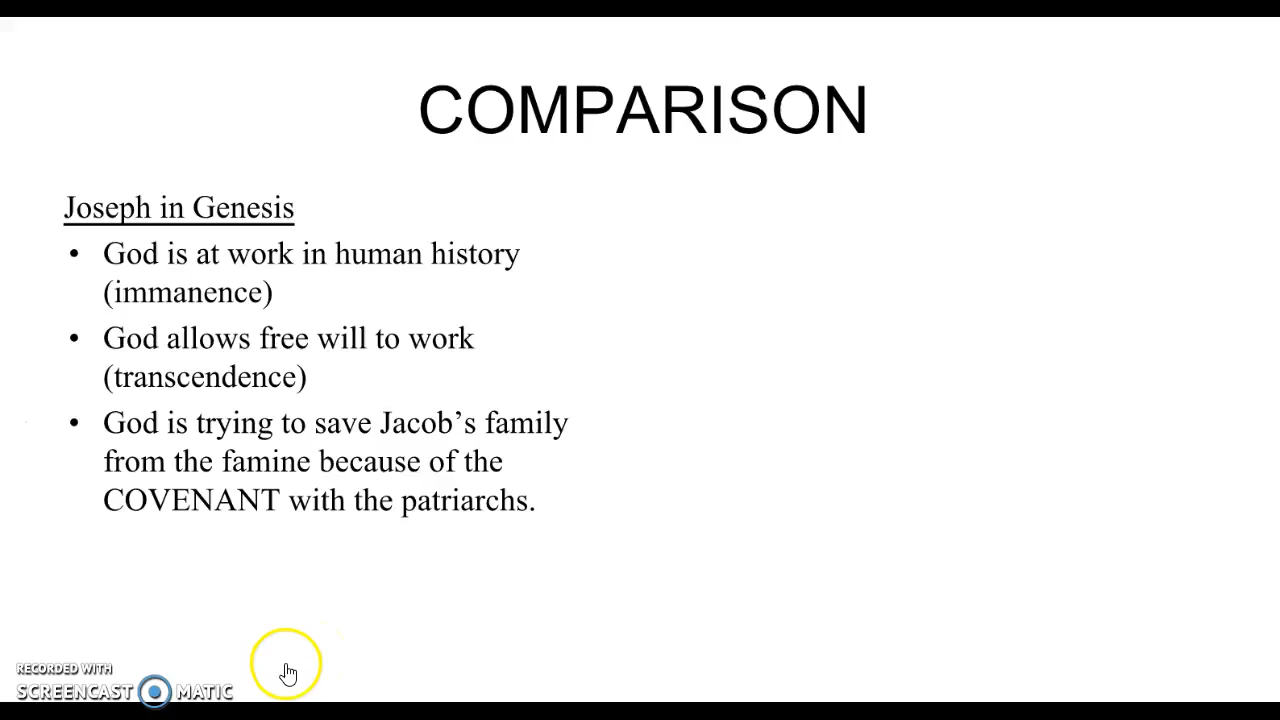 COMPARISON
Joseph in Genesis
• God is at work in human history
(immanence)
• God allows free will to work
(transcendence)
• God is trying to save Jacob’s family
from the famine because of the
COVENANT with the patriarchs.
RECORDED WITH
SCREENCAST MATIC